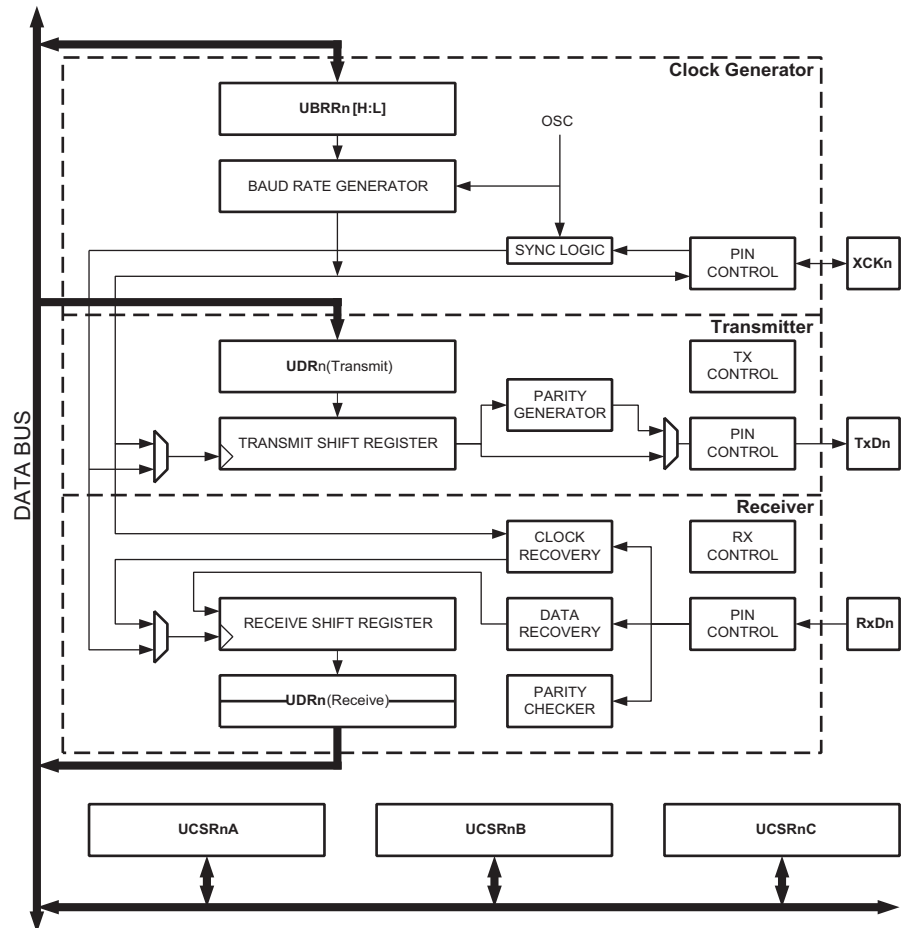 Clock Generator
UBRRn [H:L]
OSC
BAUD RATE GENERATOR
SYNC LOGIC
PIN
CONTROL
XCKn
DATA BUS
Transmitter
UDRn(Transmit)
TX
CONTROL
PARITY
GENERATOR
TRANSMIT SHIFT REGISTER
PIN
CONTROL
TxDn
Receiver
CLOCK
RECOVERY
RX
CONTROL
RECEIVE SHIFT REGISTER
DATA
RECOVERY
PIN
CONTROL
RxDn
UDRn(Receive)
PARITY
CHECKER
UCSRnA
UCSRnB
UCSRnC